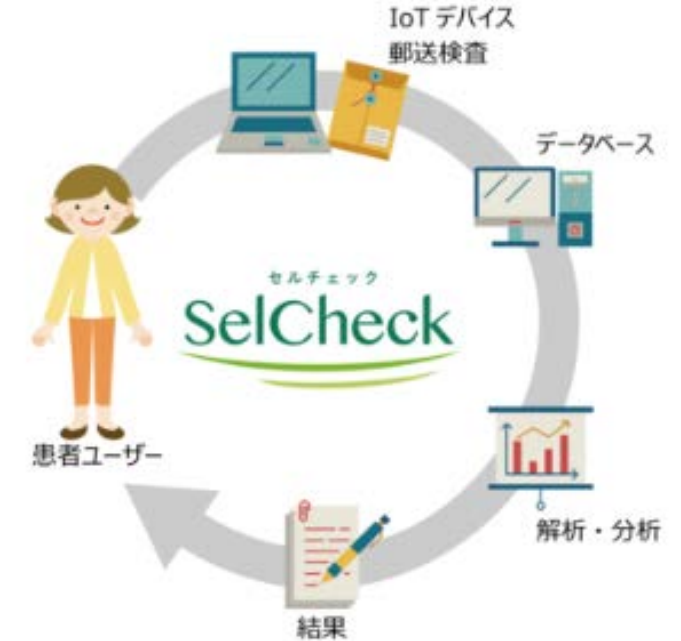 IoT デバイス
郵送検査
データベース
セルチェック
SelCheck
患者ユーザー
解析・分析
結果